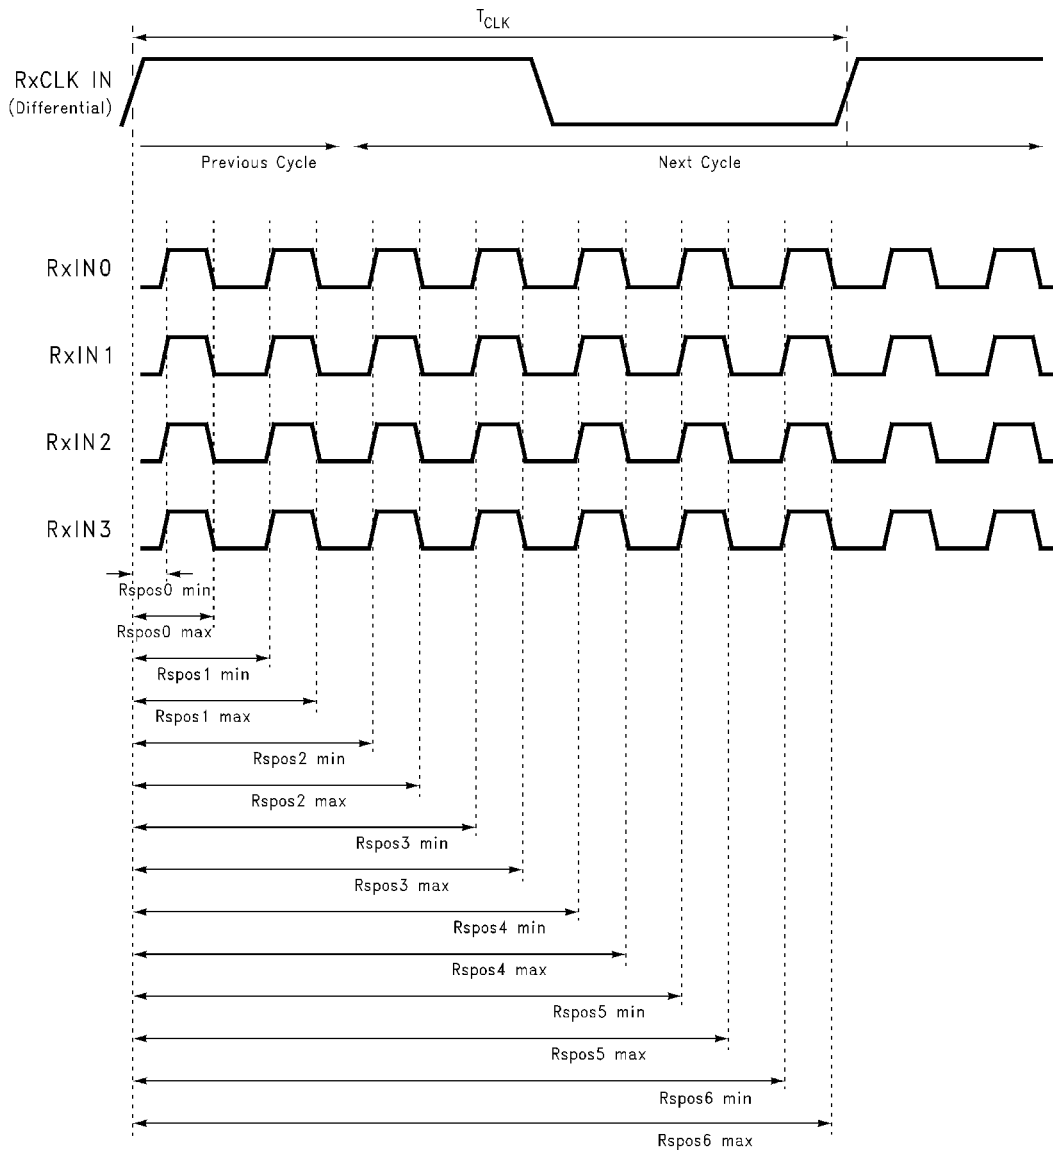 T_CLK
RxCLK IN
(Differential)
Previous Cycle
Next Cycle
RxIN0
RxIN1
RxIN2
RxIN3
Rspos0 min
Rspos0 max
Rspos1 min
Rspos1 max
Rspos2 min
Rspos2 max
Rspos3 min
Rspos3 max
Rspos4 min
Rspos4 max
Rspos5 min
Rspos5 max
Rspos6 min
Rspos6 max